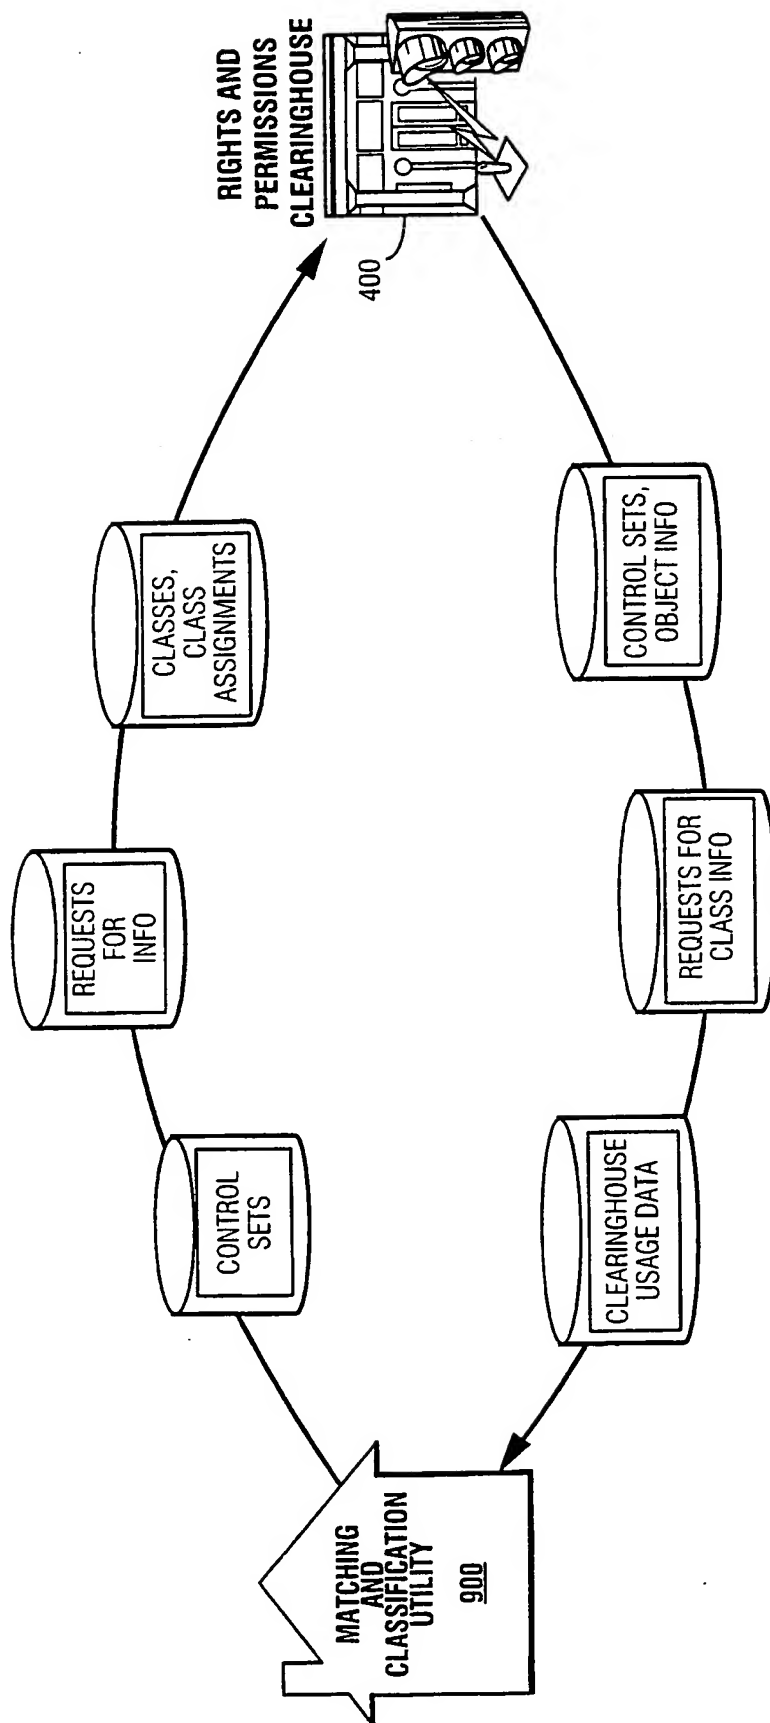 RIGHTS AND
PERMISSIONS
CLEARINGHOUSE
400
CLASSES,
CLASS
ASSIGNMENTS
REQUESTS
FOR
INFO
CONTROL
SETS
MATCHING
AND
CLASSIFICATION
UTILITY
900
CONTROL SETS,
OBJECT INFO
REQUESTS FOR
CLASS INFO
CLEARINGHOUSE
USAGE DATA